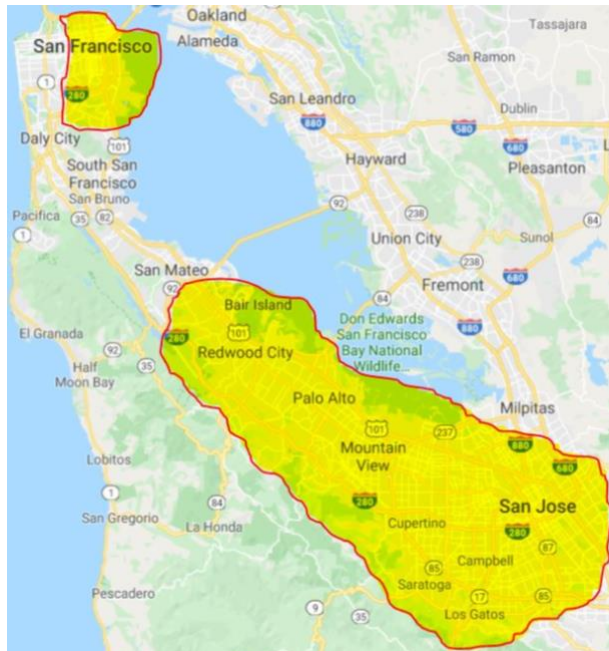 Oakland
Tassajara
San Francisco
Alameda
San Ramon
1
280
San Leandro
Dublin
880
580
Daly City
101
680
South San
Francisco
Hayward
Pleasanton
San Bruno
92
Pacifica
35
82
238
84
1
Union City
Sunol
238
San Mateo
680
92
84
Fremont
Bair Island
Don Edwards
San Francisco
Bay National
Wildlife...
101
880
El Granada
280
Redwood City
92
Half
Moon Bay
35
Palo Alto
Milpitas
101
237
880
Mountain
View
Lobitos
680
1
280
San Jose
84
San Gregorio
La Honda
Cupertino
280
87
Campbell
85
Saratoga
Pescadero
17
85
9
35
Los Gatos